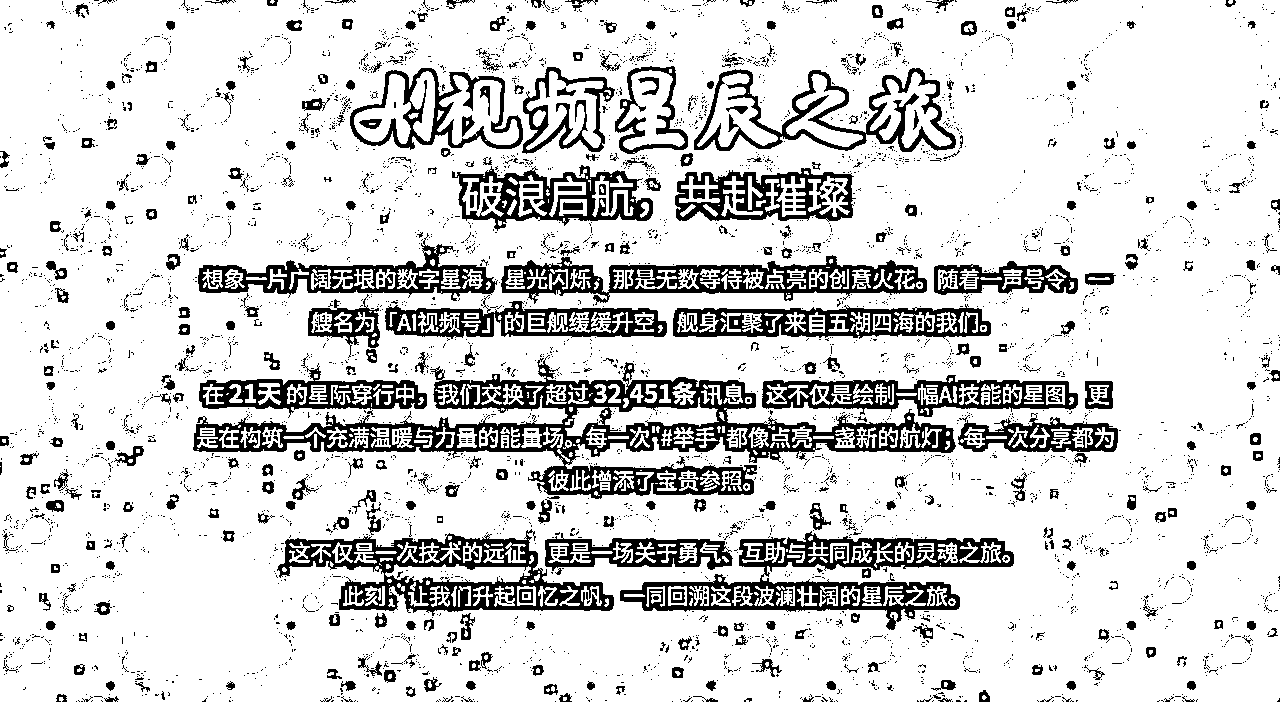 AI视频星辰之旅
破浪启航，共赴璀璨
想象一片广阔无垠的数字星海，星光闪烁，那是无数等待被点亮的创意火花。随着一声号令，一
艘名为「AI视频号」的巨舰缓缓升空，舰身汇聚了来自五湖四海的我们。
在 21天 的星际穿行中，我们交换了超过 32,451条 讯息。这不仅是绘制一幅AI技能的星图，更
是在构筑一个充满温暖与力量的能量场。每一次"#举手"都像点亮一盏新的航灯；每一次分享都为
彼此增添了宝贵参照。
这不仅是一次技术的远征，更是一场关于勇气、互助与共同成长的灵魂之旅。
此刻，让我们升起回忆之帆，一同回溯这段波澜壮阔的星辰之旅。